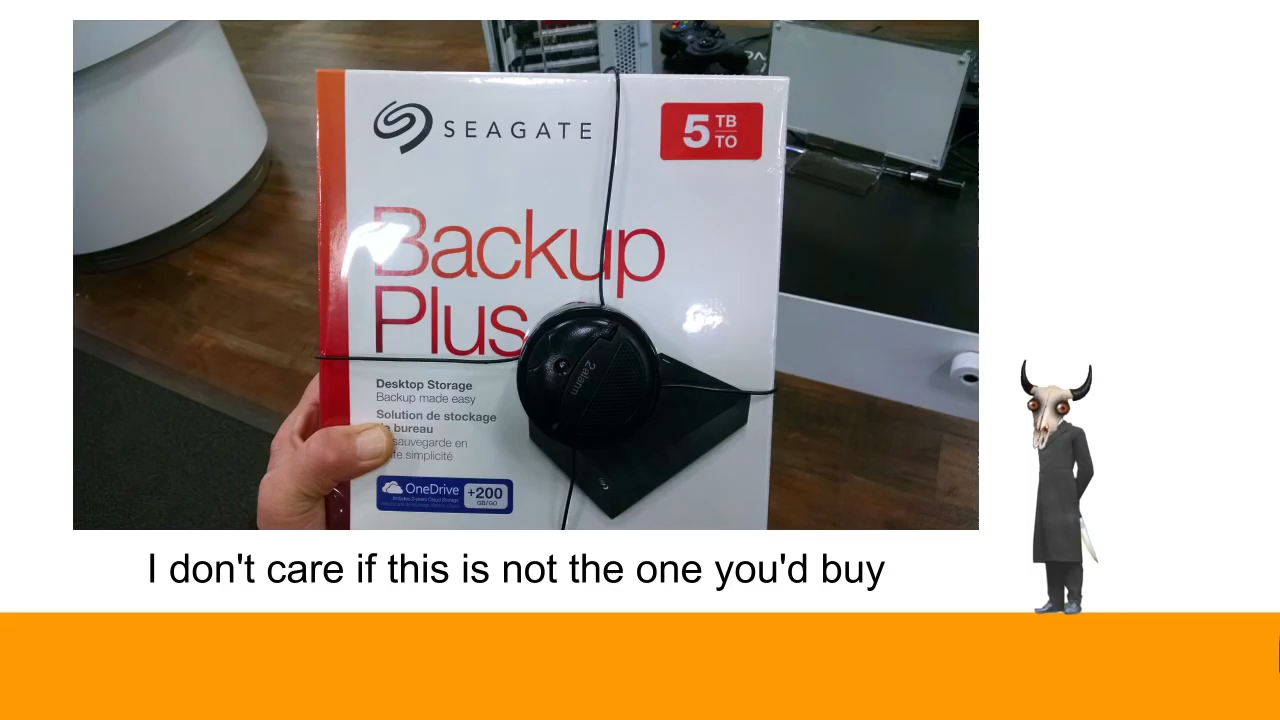 SEAGATE
5 TB
TO
Backup
Plus
2alarm
Desktop Storage
Backup made easy
Solution de stockage
bureau
sauvegarde en
simplicité
OneDrive +200
GB/GO
I don't care if this is not the one you'd buy